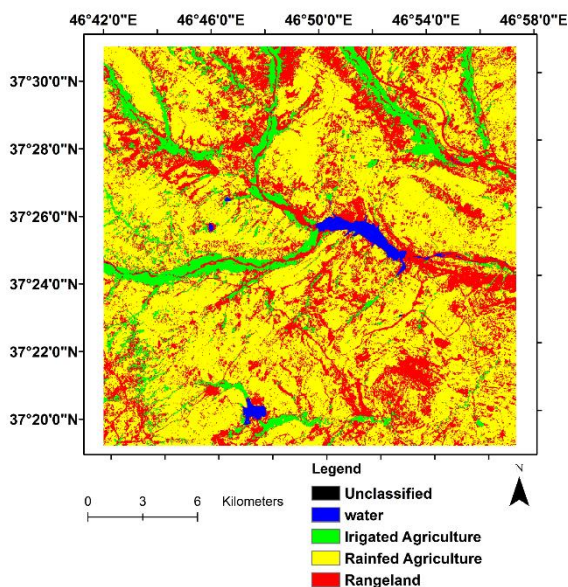 46°42'0"E 46°46'0"E 46°50'0"E 46°54'0"E 46°58'0"E
37°30'0"N
37°28'0"N
37°26'0"N
37°24'0"N
37°22'0"N
37°20'0"N
Legend
Unclassified
water
Irigated Agriculture
Rainfed Agriculture
Rangeland
N
0 3 6 Kilometers